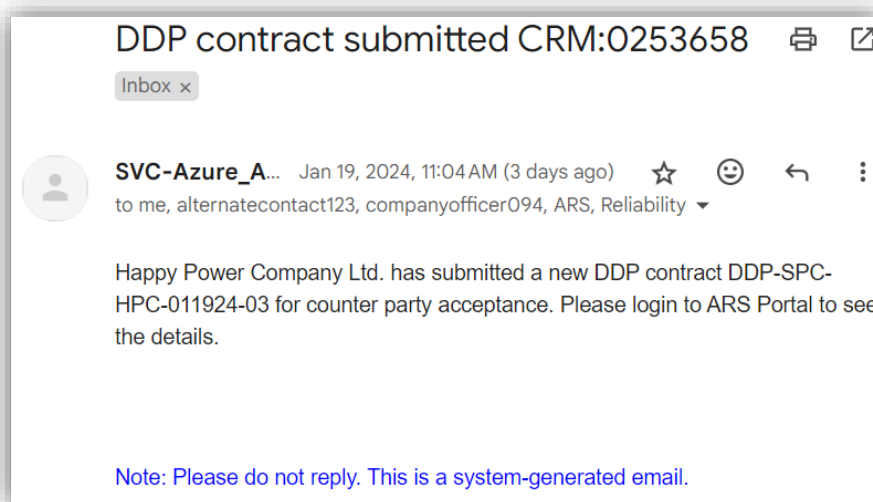 DDP contract submitted CRM:0253658
Inbox ×
SVC-Azure_A... Jan 19, 2024, 11:04 AM (3 days ago)
to me, alternatecontact123, companyofficer094, ARS, Reliability
Happy Power Company Ltd. has submitted a new DDP contract DDP-SPC-
HPC-011924-03 for counter party acceptance. Please login to ARS Portal to see
the details.
Note: Please do not reply. This is a system-generated email.